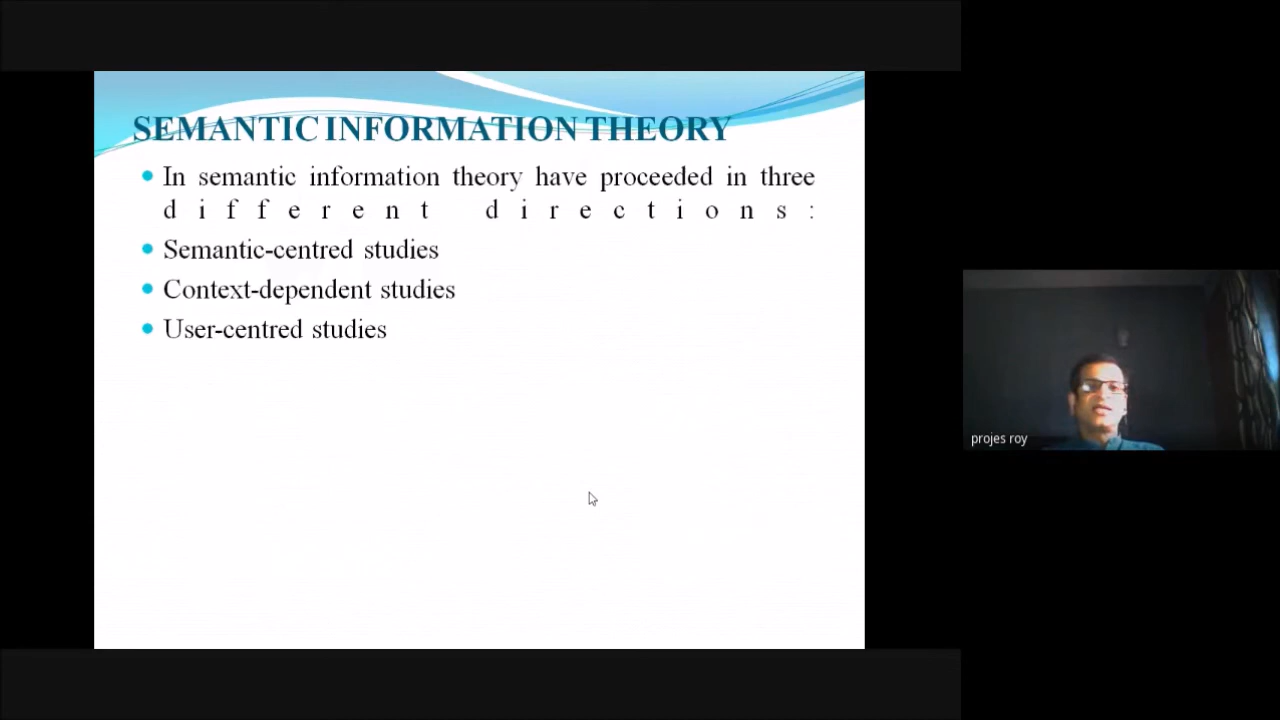 SEMANTIC INFORMATION THEORY
In semantic information theory have proceeded in three
different directions:
Semantic-centred studies
Context-dependent studies
User-centred studies
projes roy